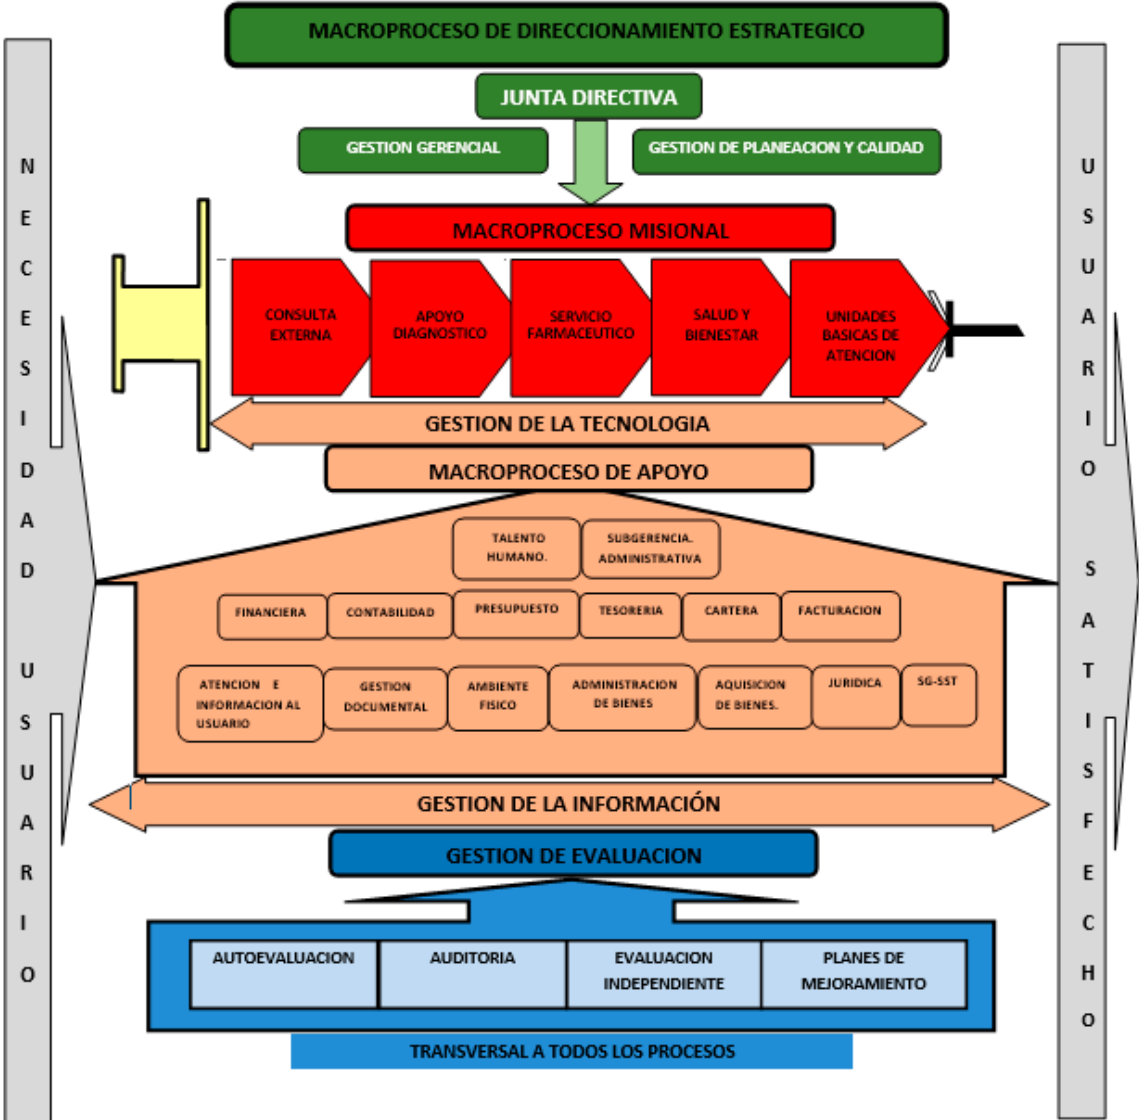 MACROPROCESO DE DIRECCIONAMIENTO ESTRATEGICO
JUNTA DIRECTIVA
GESTION GERENCIAL
GESTION DE PLANEACION Y CALIDAD
NECESIDAD USUARIO
MACROPROCESO MISIONAL
CONSULTA
EXTERNA
APOYO
DIAGNOSTICO
SERVICIO
FARMACEUTICO
SALUD Y
BIENESTAR
UNIDADES
BASICAS DE
ATENCION
GESTION DE LA TECNOLOGIA
MACROPROCESO DE APOYO
TALENTO
HUMANO.
SUBGERENCIA.
ADMINISTRATIVA
FINANCIERA
CONTABILIDAD
PRESUPUESTO
TESORERIA
CARTERA
FACTURACION
ATENCION E
INFORMACION AL
USUARIO
GESTION
DOCUMENTAL
AMBIENTE
FISICO
ADMINISTRACION
DE BIENES
AQUISICION
DE BIENES.
JURIDICA
SG-SST
GESTION DE LA INFORMACIÓN
GESTION DE EVALUACION
AUTOEVALUACION
AUDITORIA
EVALUACION
INDEPENDIENTE
PLANES DE
MEJORAMIENTO
TRANSVERSAL A TODOS LOS PROCESOS
USUARIO SATISFECHO